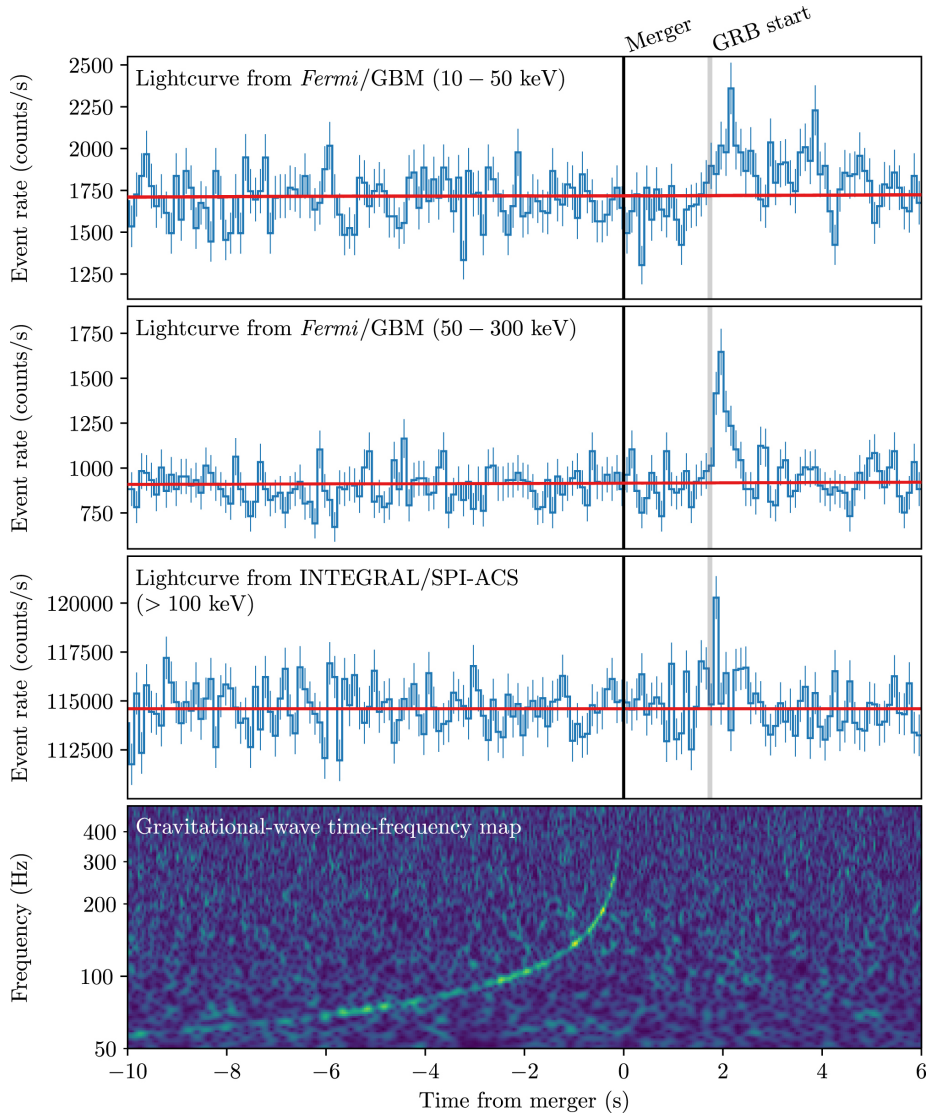 Merger
GRB start
Lightcurve from Fermi/GBM (10 − 50 keV)
Event rate (counts/s)
2500
2250
2000
1750
1500
1250
Lightcurve from Fermi/GBM (50 − 300 keV)
Event rate (counts/s)
1750
1500
1250
1000
750
Lightcurve from INTEGRAL/SPI-ACS
(> 100 keV)
Event rate (counts/s)
120000
117500
115000
112500
Gravitational-wave time-frequency map
Frequency (Hz)
400
300
200
100
50
−10 −8 −6 −4 −2 0 2 4 6
Time from merger (s)